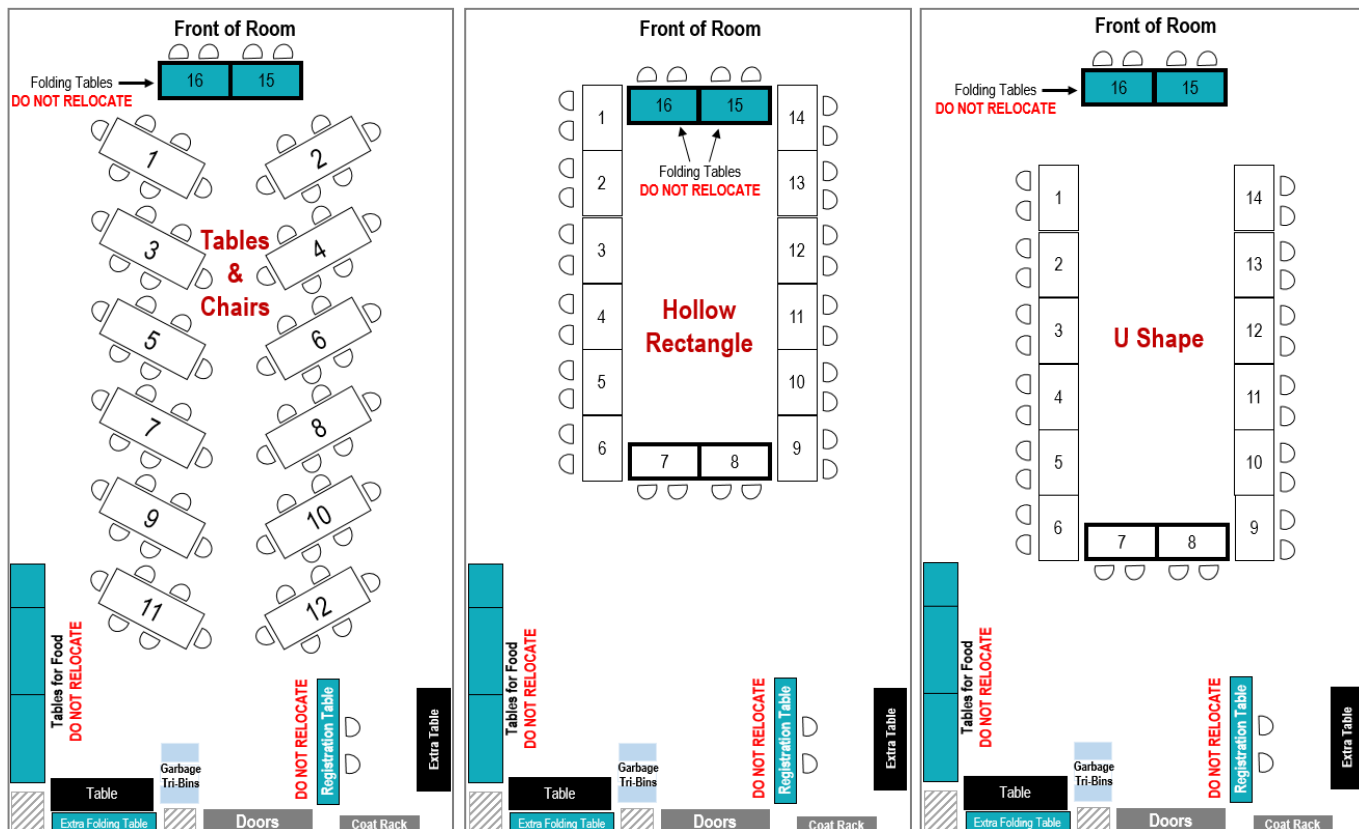 Front of Room
16
15
Folding Tables
DO NOT RELOCATE
1
2
3
4
Tables
&
Chairs
5
6
7
8
9
10
11
12
Tables for Food
DO NOT RELOCATE
DO NOT RELOCATE
Registration Table
Extra Table
Garbage
Tri-Bins
Table
Extra Folding Table
Doors
Coat Rack
Front of Room
16
15
1
14
Folding Tables
DO NOT RELOCATE
2
13
3
12
4
11
Hollow
Rectangle
5
10
6
9
7
8
Tables for Food
DO NOT RELOCATE
DO NOT RELOCATE
Registration Table
Extra Table
Garbage
Tri-Bins
Table
Extra Folding Table
Doors
Coat Rack
Front of Room
16
15
Folding Tables
DO NOT RELOCATE
1
14
2
13
3
12
U Shape
4
11
5
10
6
9
7
8
Tables for Food
DO NOT RELOCATE
DO NOT RELOCATE
Registration Table
Extra Table
Garbage
Tri-Bins
Table
Extra Folding Table
Doors
Coat Rack